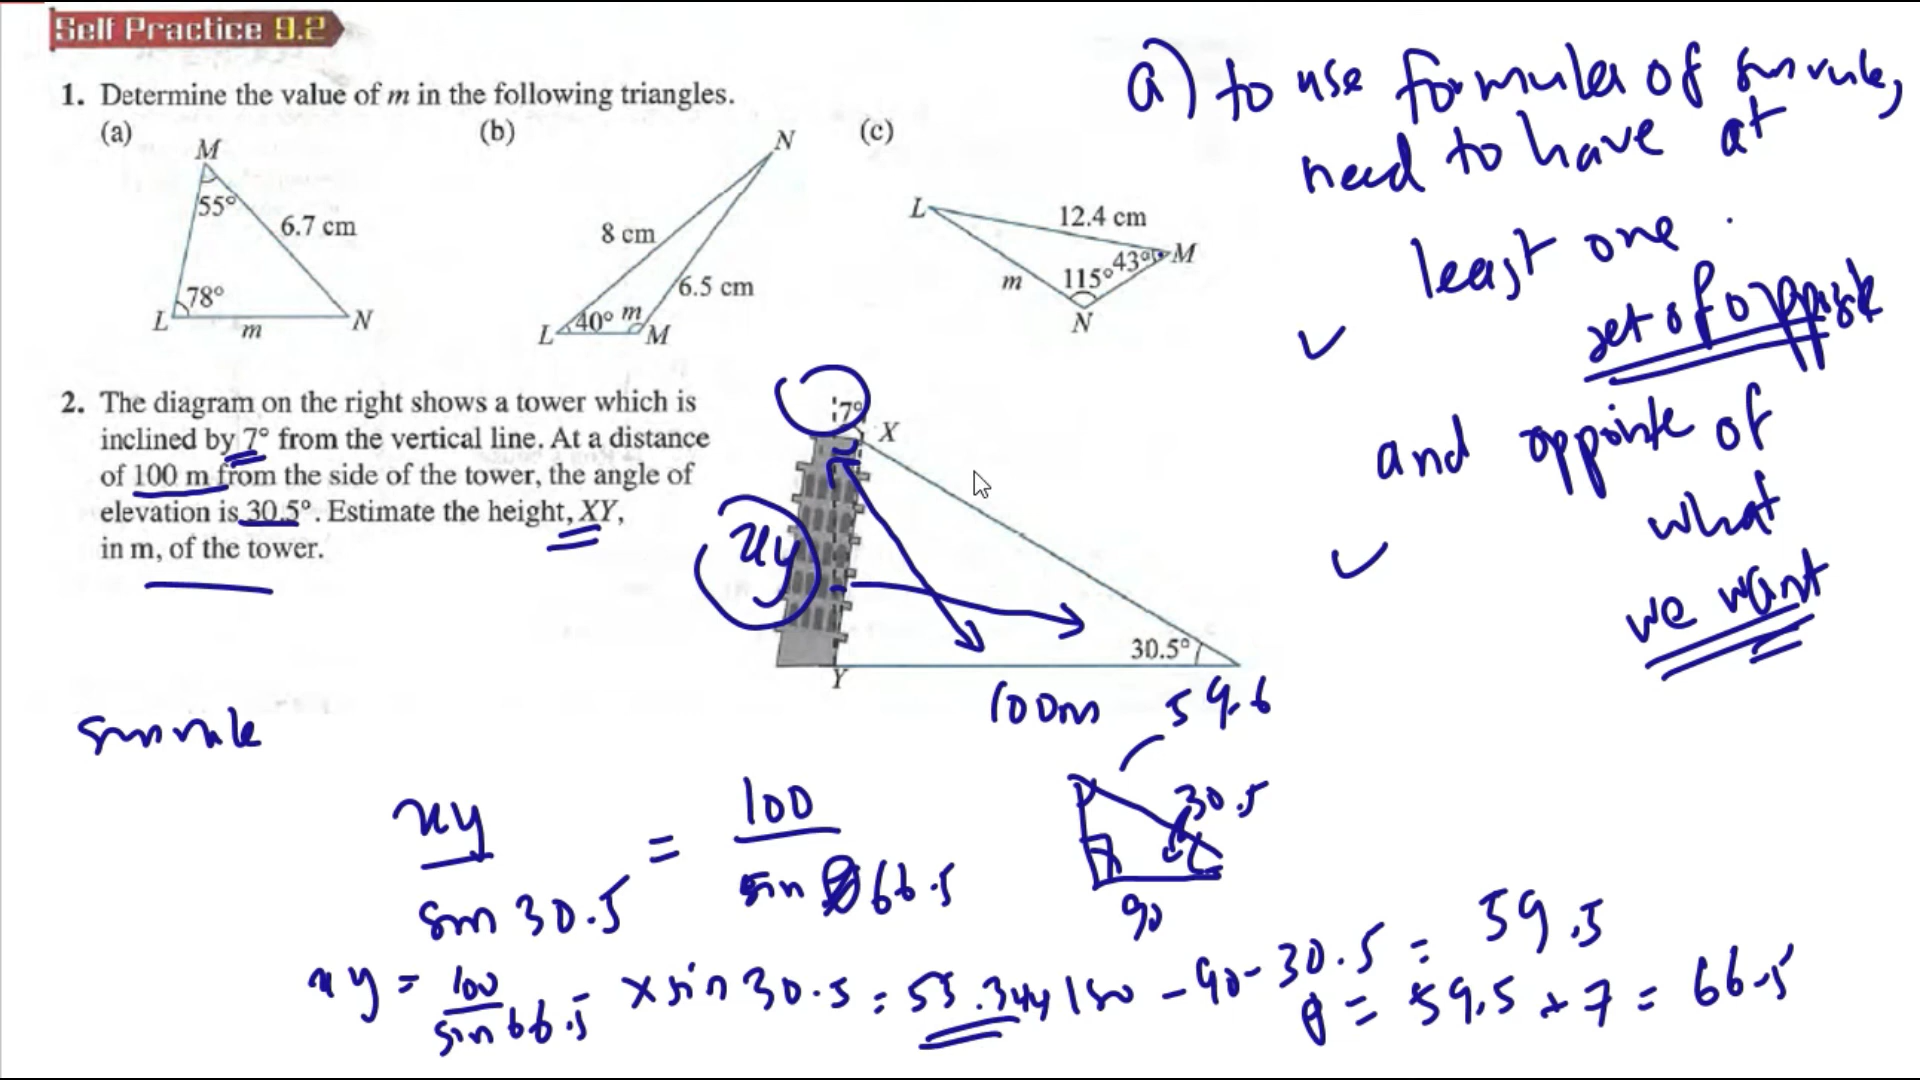 Self Practice 9.2
1. Determine the value of m in the following triangles.
(a)
M
55°
6.7 cm
78°
L
m
N
(b)
N
8 cm
6.5 cm
40°
m
L
M
(c)
L
12.4 cm
43°
M
m
115°
N
2. The diagram on the right shows a tower which is
inclined by 7° from the vertical line. At a distance
of 100 m from the side of the tower, the angle of
elevation is 30.5°. Estimate the height, XY,
in m, of the tower.
7°
X
xy
30.5°
Y
100m
59.6
a) to use formula of sin rule,
need to have at
least one
set of opposite
and opposite of
what
we want
sin rule
xy
sin 30.5
=
100
sin 66.5
30.5
90
xy = 100 / sin 66.5 x sin 30.5 = 55.344
180 - 90 - 30.5 = 59.5
θ = 59.5 + 7 = 66.5